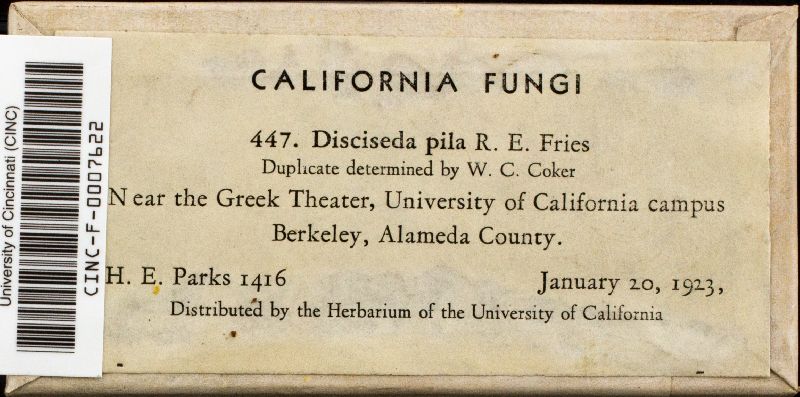 CALIFORNIA FUNGI
447. Disciseda pila R. E. Fries
Duplicate determined by W. C. Coker
Near the Greek Theater, University of California campus
Berkeley, Alameda County.
H. E. Parks 1416 January 20, 1923,
Distributed by the Herbarium of the University of California
University of Cincinnati (CINC)
CINC-F-0007622